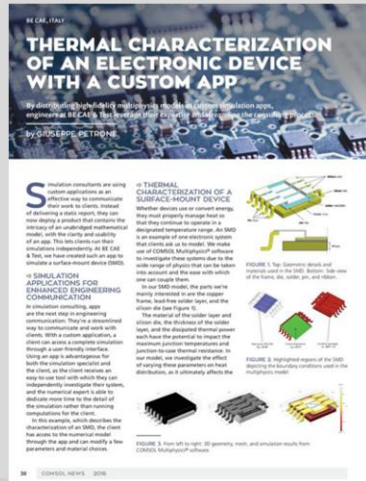 BE CAE, ITALY
THERMAL CHARACTERIZATION
OF AN ELECTRONIC DEVICE
WITH A CUSTOM APP
By distributing high-fidelity multiphysics models as custom simulation apps,
engineers at BE CAE & Test leverage their expertise and streamline the consulting process.
by GIUSEPPE PETRONE
Simulation consultants are using
custom applications as an
effective way to communicate
their work to clients. Instead
of delivering a static report, they can
now deploy a product that contains the
intricacy of an unabridged mathematical
model, with the clarity and usability
of an app. This lets clients run their
simulations independently. At BE CAE
& Test, we have created such an app to
simulate a surface-mount device (SMD).
⇨ SIMULATION
APPLICATIONS FOR
ENHANCED ENGINEERING
COMMUNICATION
In simulation consulting, apps
are the next step in engineering
communication: They're a streamlined
way to communicate and work with
clients. With a custom application, a
client can access a complete simulation
through a user-friendly interface.
Using an app is advantageous for
both the simulation specialist and
the client, as the client receives an
easy-to-use tool with which they can
independently investigate their system,
and the numerical expert is able to
dedicate more time to the detail of
the simulation rather than running
computations for the client.
In this example, which describes the
characterization of an SMD, the client
has access to the numerical model
through the app and can modify a few
parameters and material choices.
⇨ THERMAL
CHARACTERIZATION OF A
SURFACE-MOUNT DEVICE
Whether devices use or convert energy,
they must properly manage heat so
that they continue to operate in a
designated temperature range. An SMD
is an example of one electronic system
that clients ask us to model. We make
use of COMSOL Multiphysics® software
to investigate these systems due to the
wide range of physics that can be taken
into account and the ease with which
one can couple them.
In our SMD model, the parts we're
mainly interested in are the copper
frame, lead-free solder layer, and the
silicon die (see Figure 1).
The material of the solder layer and
silicon die, the thickness of the solder
layer, and the dissipated thermal power
each have the potential to impact the
maximum junction temperatures and
junction-to-case thermal resistance. In
our model, we investigate the effect
of varying these parameters on heat
distribution, as it ultimately affects the
FIGURE 1. Top: Geometric details and
materials used in the SMD. Bottom: Side view
of the frame, die, solder, pin, and ribbon.
FIGURE 2. Highlighted regions of the SMD
depicting the boundary conditions used in the
multiphysics model.
FIGURE 3. From left to right: 3D geometry, mesh, and simulation results from
COMSOL Multiphysics® software.
38 COMSOL NEWS 2016